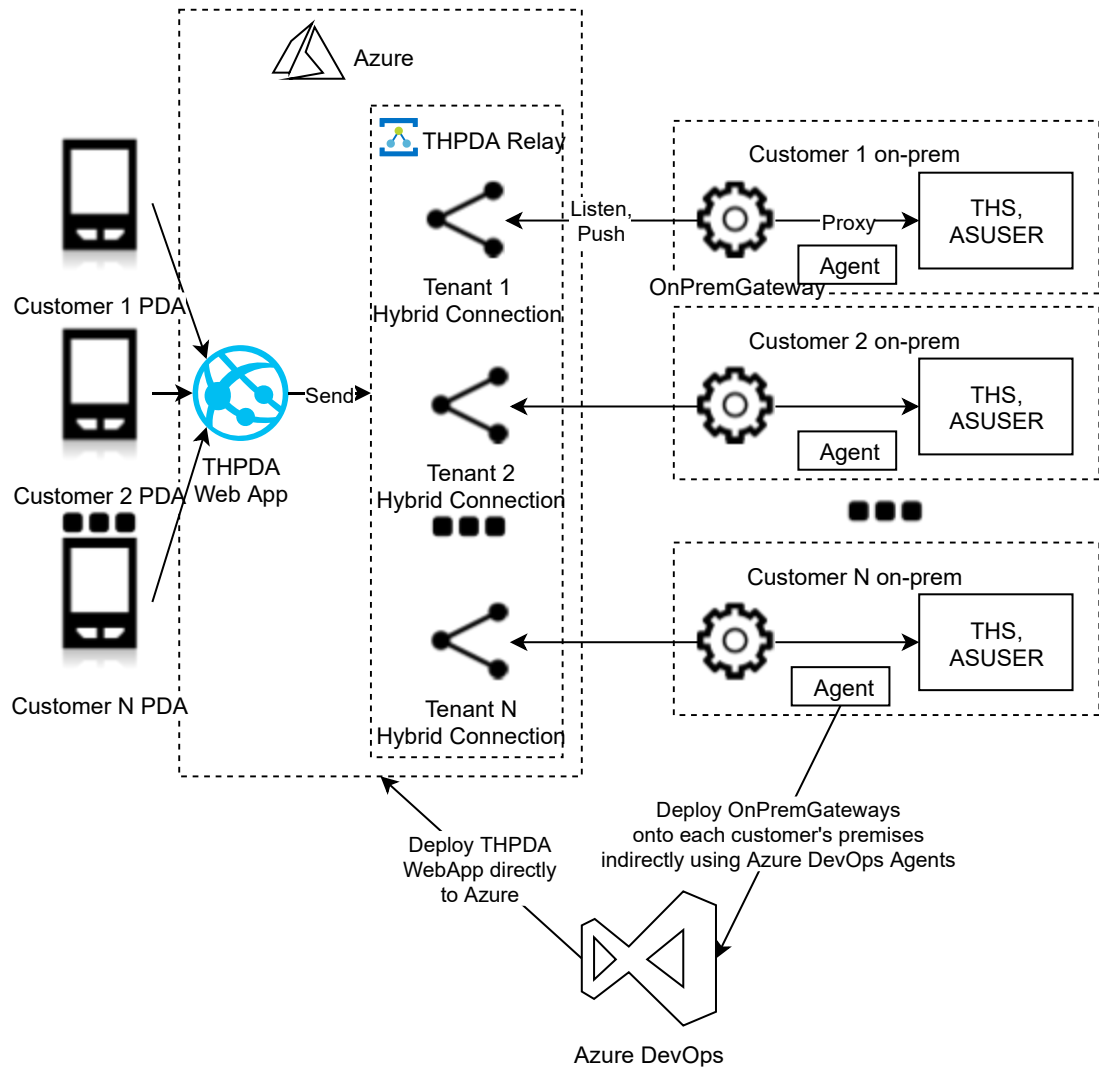 Azure
THPDA Relay
Customer 1 PDA
Customer 2 PDA
Customer N PDA
THPDA
Web App
Send
Tenant 1
Hybrid Connection
Tenant 2
Hybrid Connection
Tenant N
Hybrid Connection
Listen,
Push
Customer 1 on-prem
OnPremGateway
Proxy
Agent
THS,
ASUSER
Customer 2 on-prem
Agent
THS,
ASUSER
Customer N on-prem
Agent
THS,
ASUSER
Deploy THPDA
WebApp directly
to Azure
Deploy OnPremGateways
onto each customer's premises
indirectly using Azure DevOps Agents
Azure DevOps